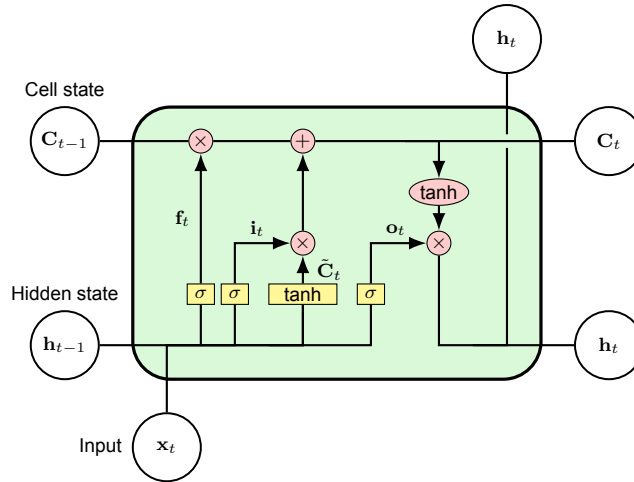 h_t
Cell state
C_{t−1}
×
+
C_t
tanh
f_t
i_t
×
o_t
×
C̃_t
Hidden state
σ
σ
tanh
σ
h_{t−1}
h_t
Input
x_t